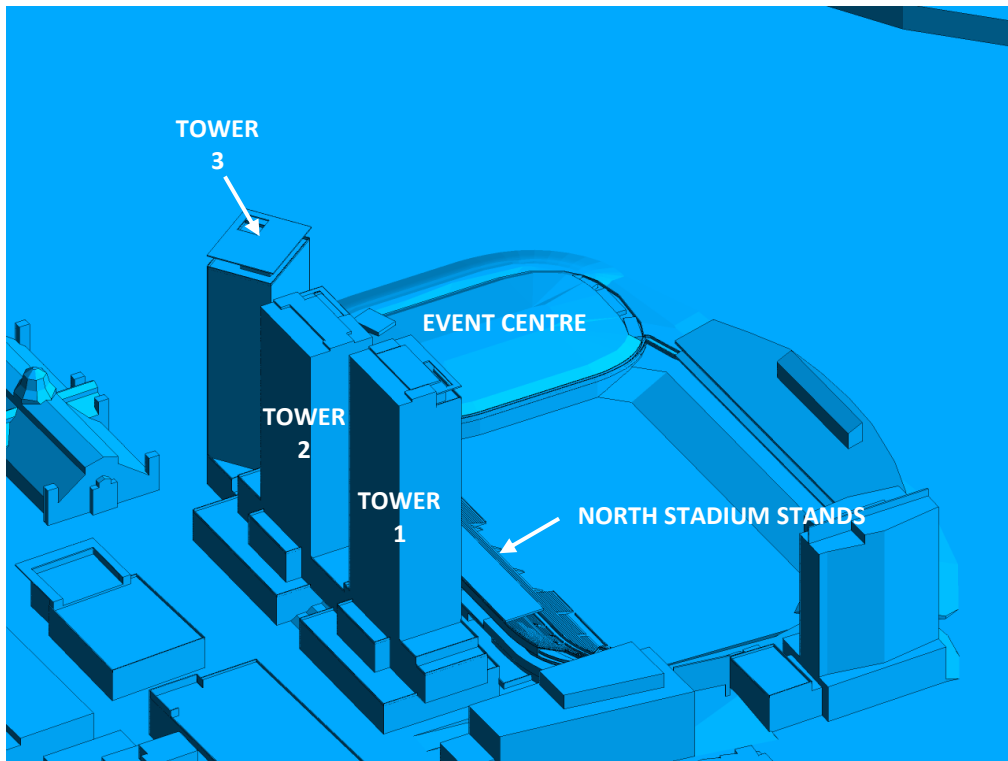 TOWER
3
EVENT CENTRE
TOWER
2
TOWER
1
NORTH STADIUM STANDS